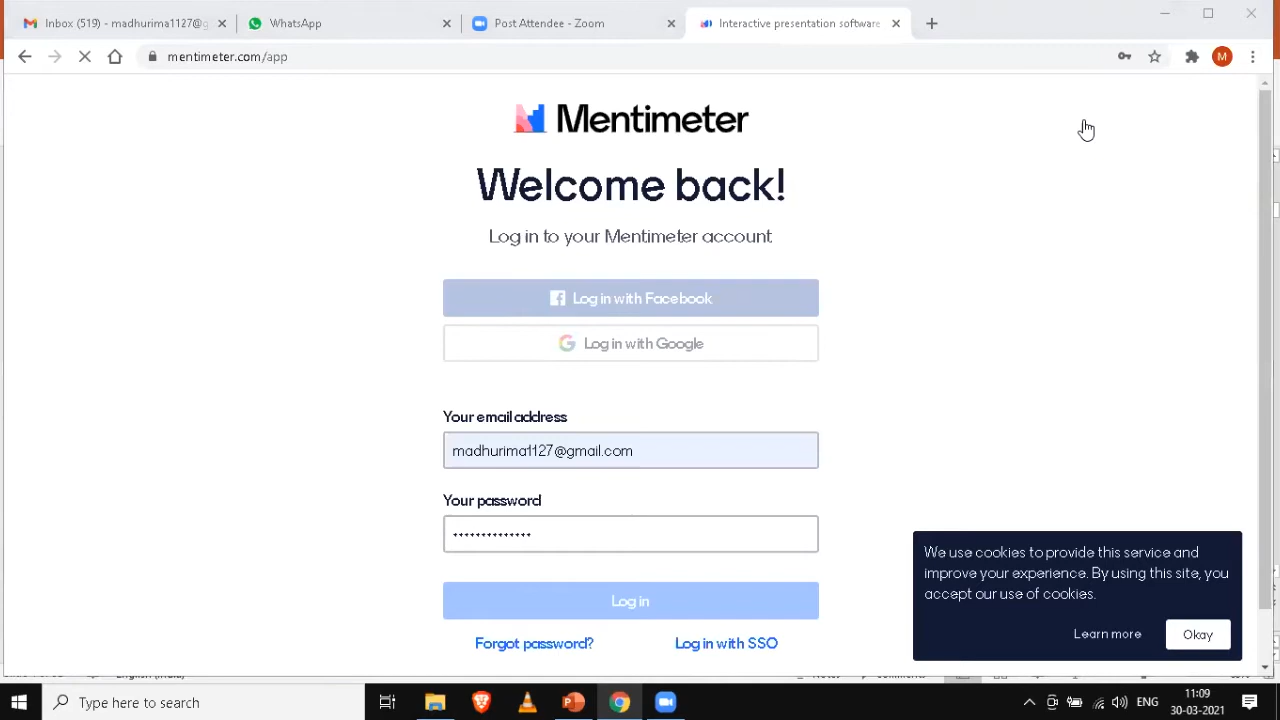 Inbox (519) - madhurima1127@g
WhatsApp
Post Attendee - Zoom
Interactive presentation software
mentimeter.com/app
M
Mentimeter
Welcome back!
Log in to your Mentimeter account
Log in with Facebook
Log in with Google
Your email address
madhurima1127@gmail.com
Your password
**************
Log in
Forgot password?
Log in with SSO
We use cookies to provide this service and
improve your experience. By using this site, you
accept our use of cookies.
Learn more
Okay
Type here to search
ENG
11:09
30-03-2021